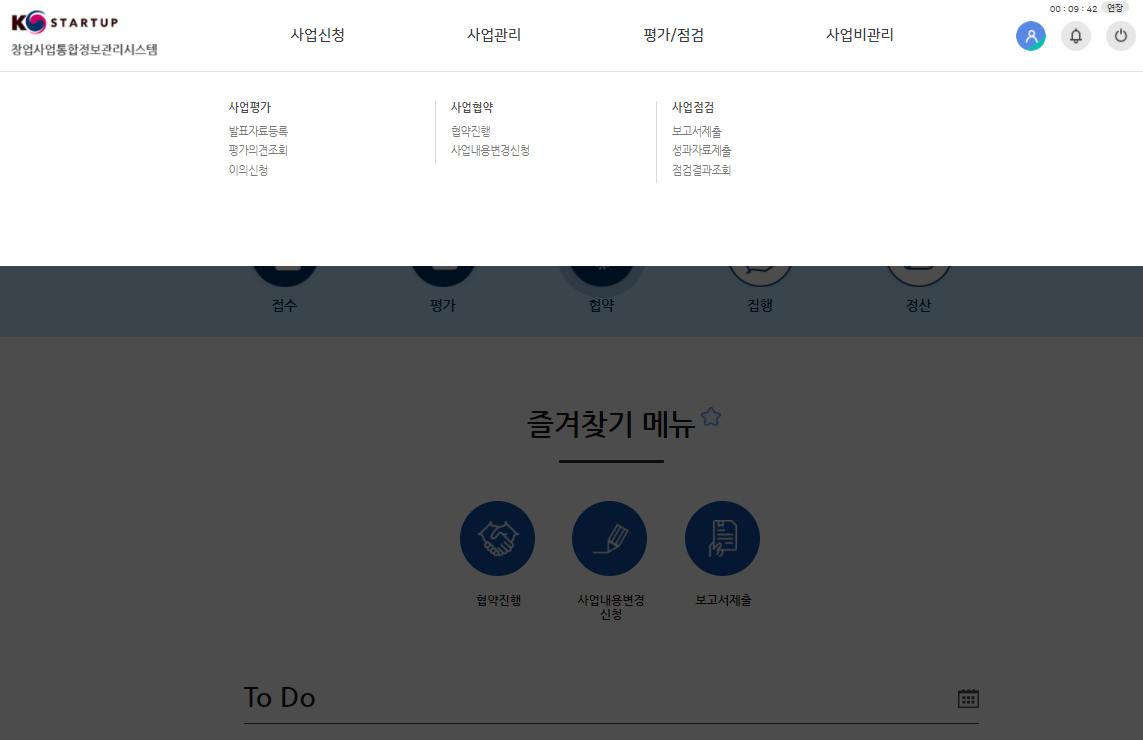 00 : 09 : 42 연장
K STARTUP
창업사업통합정보관리시스템
사업신청 사업관리 평가/점검 사업비관리
사업평가
발표자료등록
평가의견조회
이의신청
사업협약
협약진행
사업내용변경신청
사업점검
보고서제출
성과자료제출
점검결과조회
접수 평가 협약 집행 정산
즐겨찾기 메뉴
협약진행
사업내용변경
신청
보고서제출
To Do